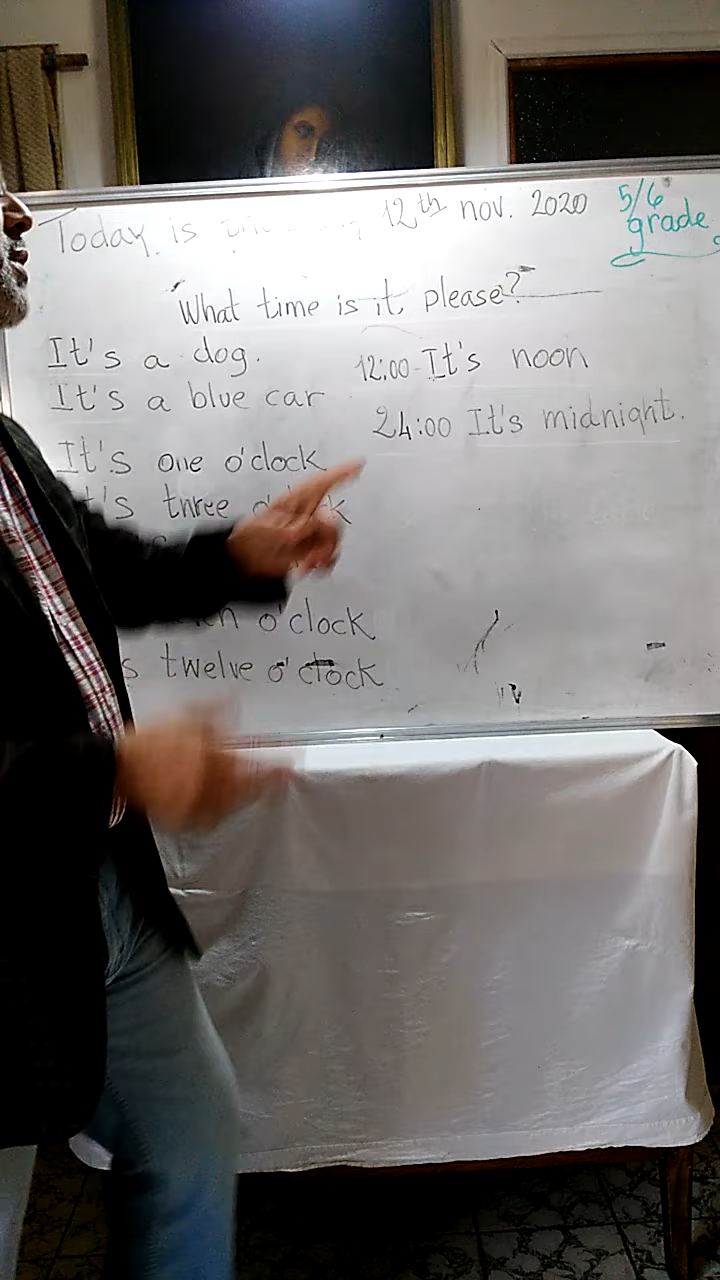 Today is 12th nov. 2020
5/6 grade
"What time is it, please?"
It's a dog.
It's a blue car
It's one o'clock
three
o'clock
twelve o'clock
12:00 It's noon
24:00 It's midnight.